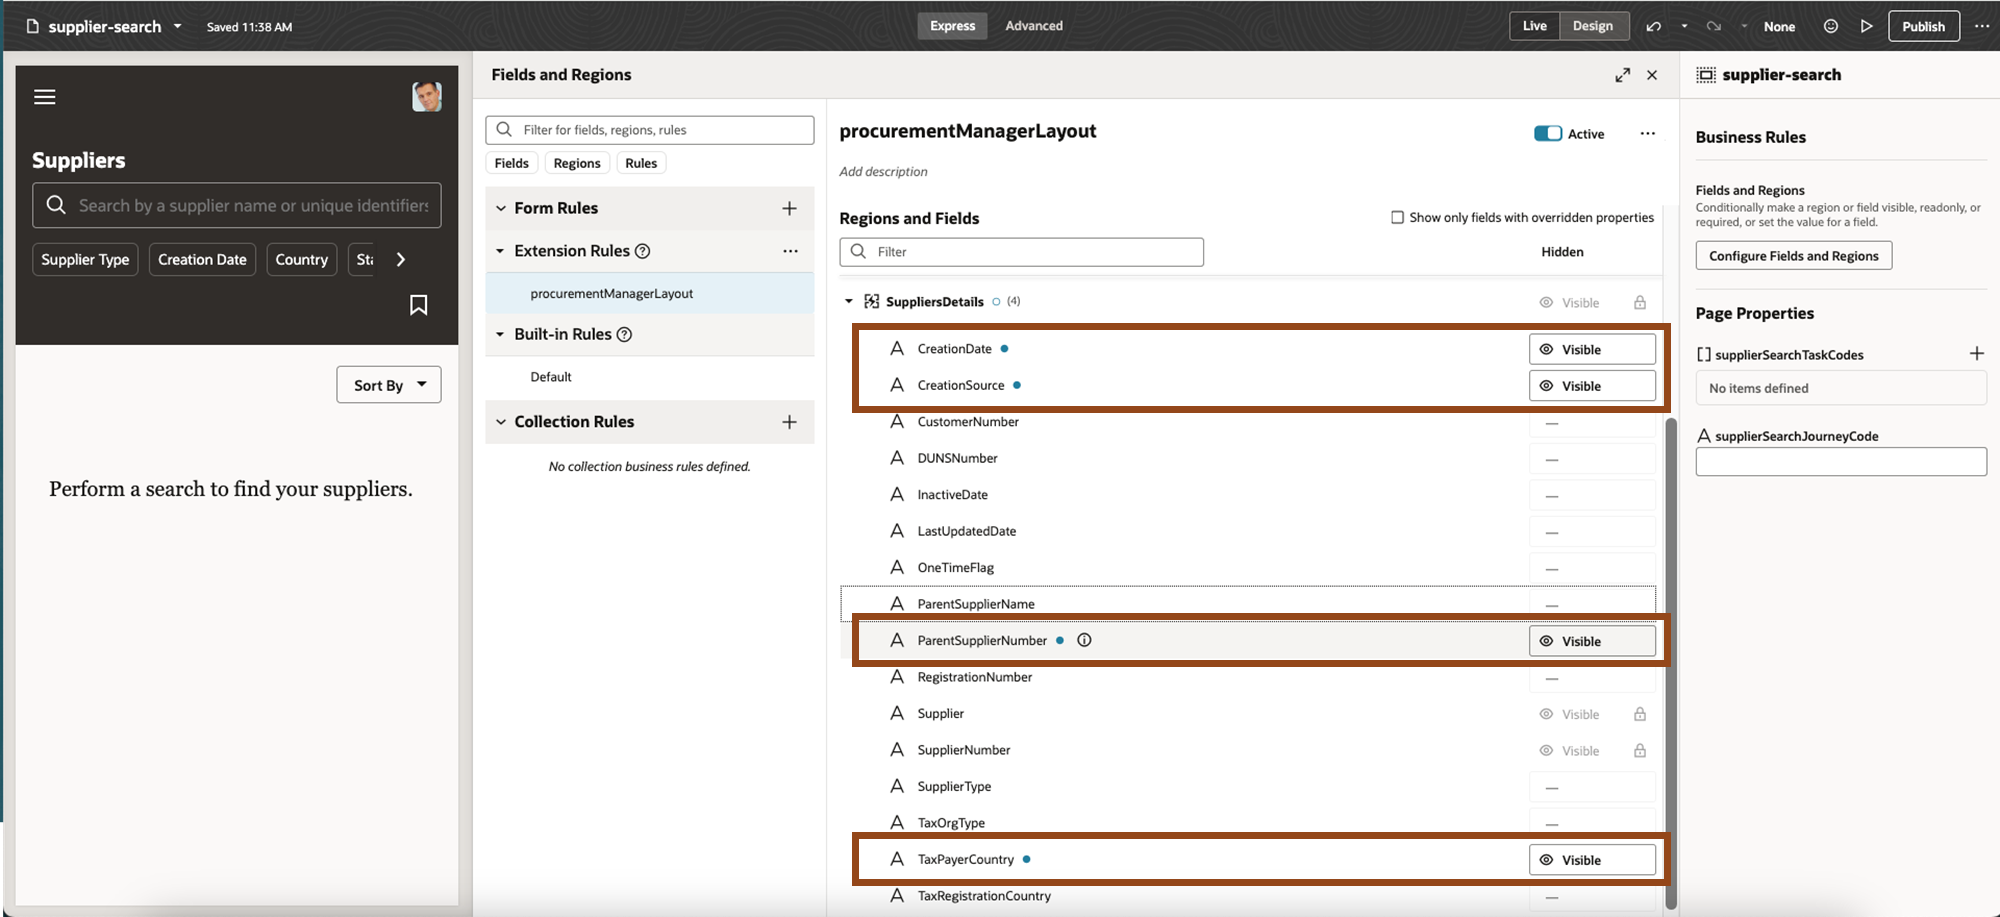 supplier-search
Saved 11:38 AM
Express
Advanced
Live
Design
None
Publish
Suppliers
Search by a supplier name or unique identifiers
Supplier Type
Creation Date
Country
Sta
Sort By
Perform a search to find your suppliers.
Fields and Regions
Filter for fields, regions, rules
Fields
Regions
Rules
Form Rules
Extension Rules
procurementManagerLayout
Built-in Rules
Default
Collection Rules
No collection business rules defined.
procurementManagerLayout
Active
Add description
Regions and Fields
Show only fields with overridden properties
Filter
Hidden
SuppliersDetails (4)
Visible
CreationDate
Visible
CreationSource
Visible
CustomerNumber
—
DUNSNumber
—
InactiveDate
—
LastUpdatedDate
—
OneTimeFlag
—
ParentSupplierName
—
ParentSupplierNumber
Visible
RegistrationNumber
—
Supplier
Visible
SupplierNumber
Visible
SupplierType
—
TaxOrgType
—
TaxPayerCountry
Visible
TaxRegistrationCountry
—
supplier-search
Business Rules
Fields and Regions
Conditionally make a region or field visible, readonly, or
required, or set the value for a field.
Configure Fields and Regions
Page Properties
supplierSearchTaskCodes
No items defined
supplierSearchJourneyCode